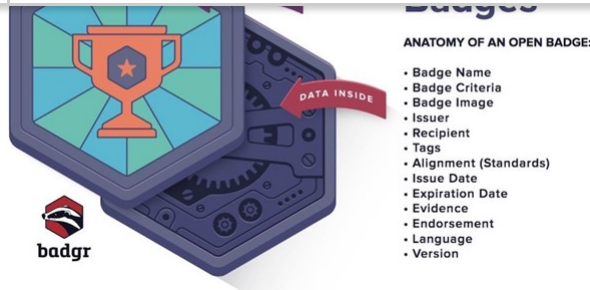 Badges
ANATOMY OF AN OPEN BADGE:
• Badge Name
• Badge Criteria
• Badge Image
• Issuer
• Recipient
• Tags
• Alignment (Standards)
• Issue Date
• Expiration Date
• Evidence
• Endorsement
• Language
• Version
DATA INSIDE
badgr